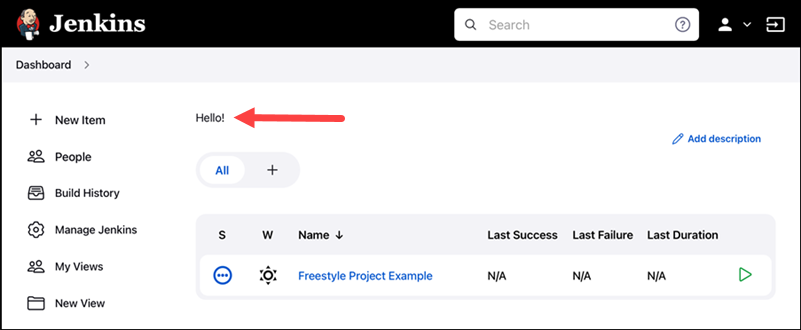 Jenkins
Search
Dashboard
New Item
People
Build History
Manage Jenkins
My Views
New View
Hello!
Add description
All
S W Name ↓ Last Success Last Failure Last Duration
Freestyle Project Example N/A N/A N/A